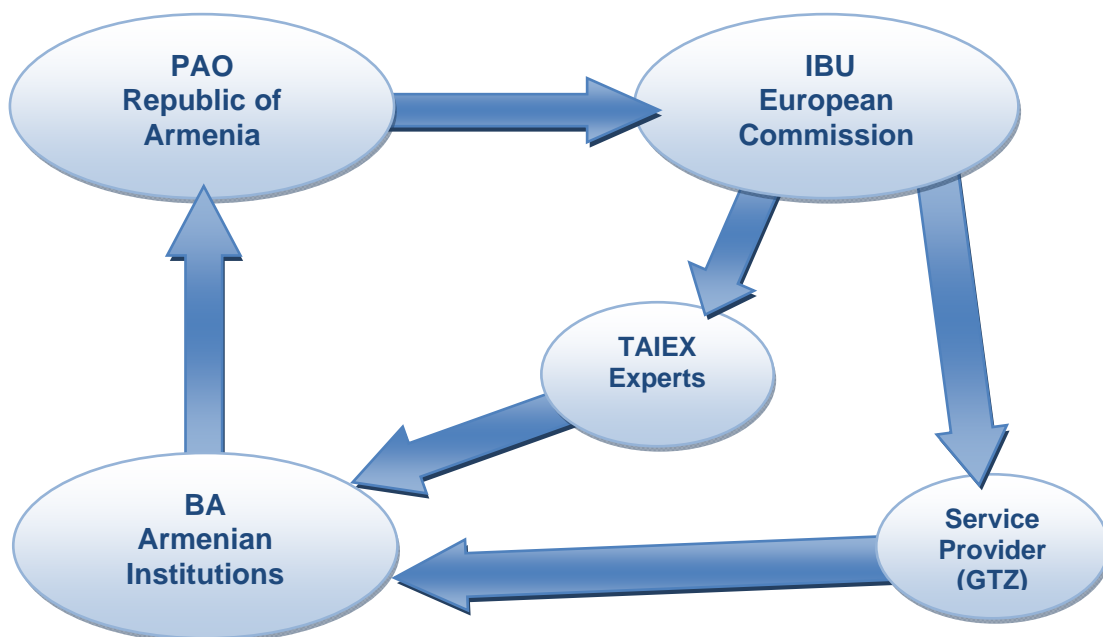 PAO
Republic of
Armenia
IBU
European
Commission
TAIEX
Experts
BA
Armenian
Institutions
Service
Provider
(GTZ)